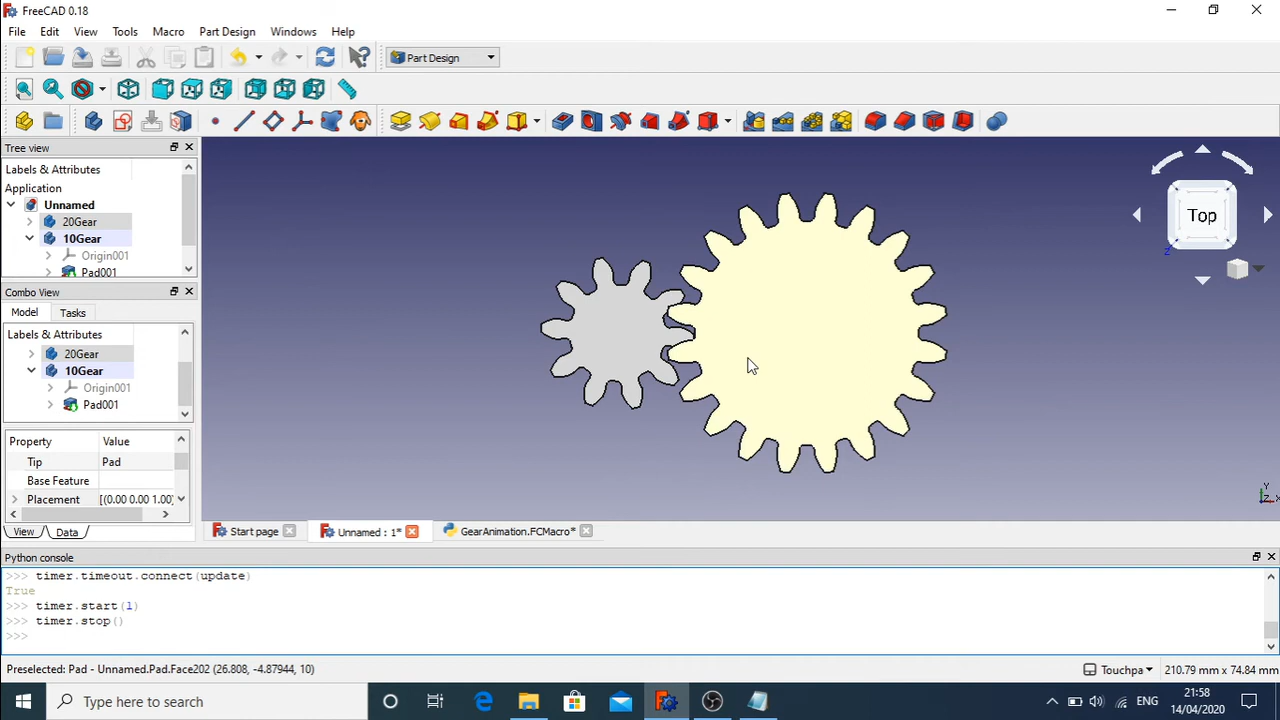 FreeCAD 0.18
File Edit View Tools Macro Part Design Windows Help
Part Design
Tree view
Labels & Attributes
Application
Unnamed
20Gear
10Gear
Origin001
Pad001
Combo View
Model Tasks
Labels & Attributes
20Gear
10Gear
Origin001
Pad001
Property Value
Tip Pad
Base Feature
Placement [(0.00 0.00 1.00)
View Data
Top
Z
Y
Z
Start page
Unnamed : 1*
GearAnimation.FCMacro*
Python console
>>> timer.timeout.connect(update)
True
>>> timer.start(1)
>>> timer.stop()
>>>
Preselected: Pad - Unnamed.Pad.Face202 (26.808, -4.87944, 10)
Touchpa 210.79 mm x 74.84 mm
Type here to search
ENG
21:58
14/04/2020